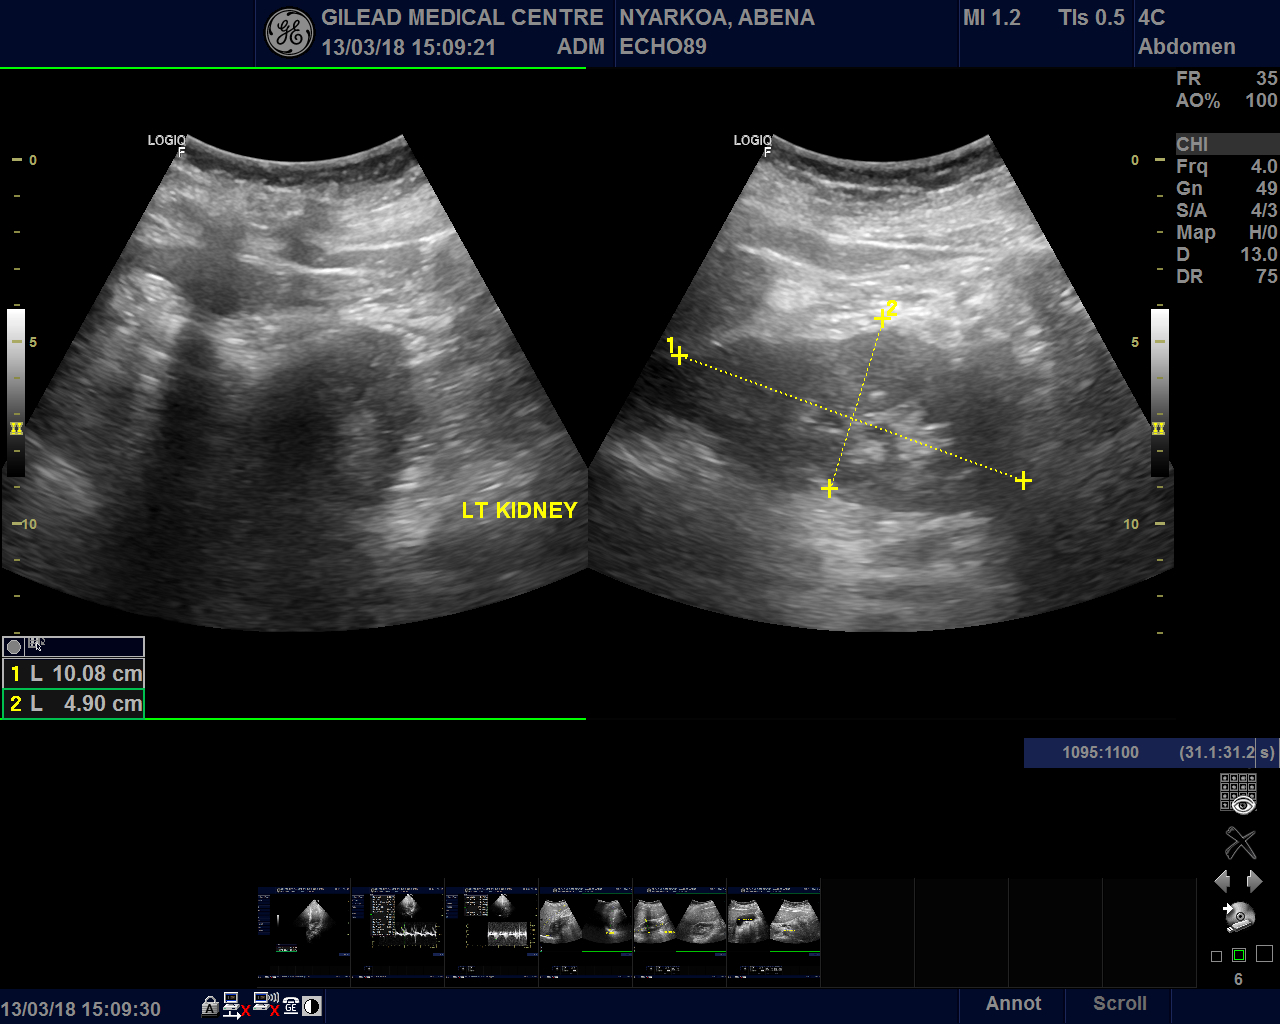 GILEAD MEDICAL CENTRE
13/03/18 15:09:21 ADM
NYARKOA, ABENA
ECHO89
MI 1.2 TIs 0.5
4C
Abdomen
FR 35
AO% 100
CHI
Frq 4.0
Gn 49
S/A 4/3
Map H/0
D 13.0
DR 75
LOGIQ
F
0
5
10
LT KIDNEY
LOGIQ
F
0
5
10
1
2
1 L 10.08 cm
2 L 4.90 cm
1095:1100 (31.1:31.2 s)
6
13/03/18 15:09:30
A
GE
Annot
Scroll